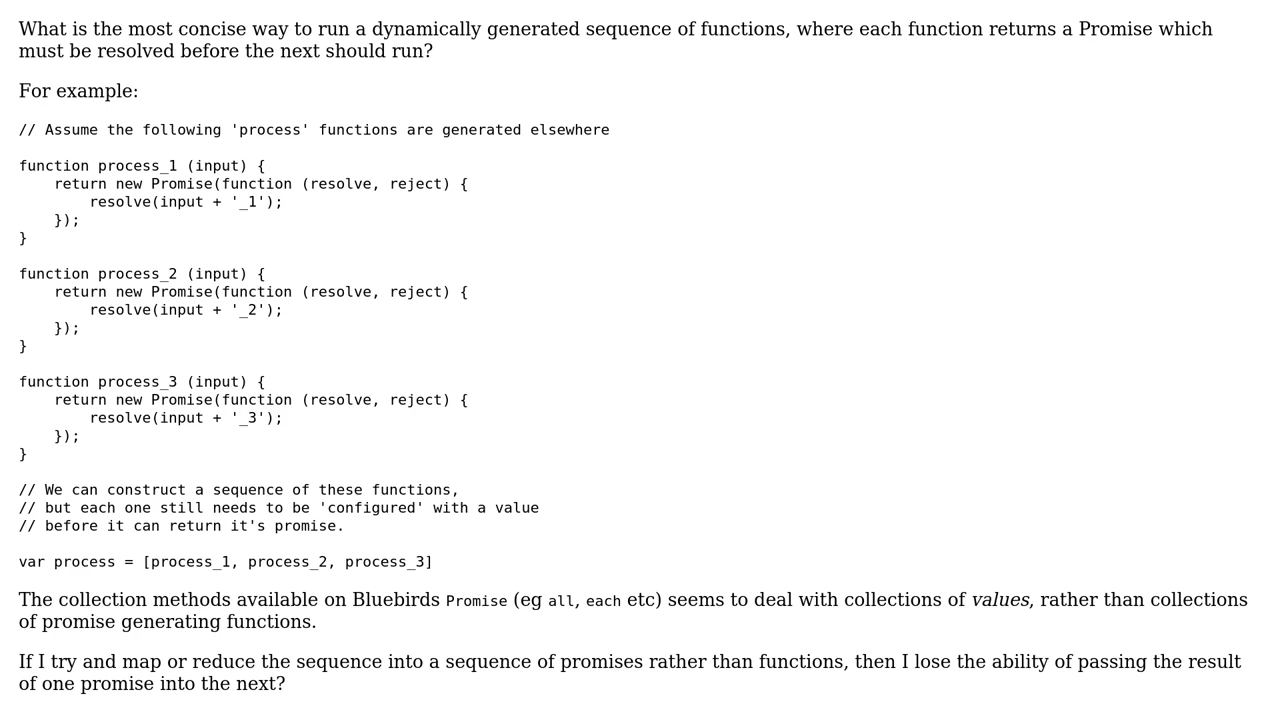 What is the most concise way to run a dynamically generated sequence of functions, where each function returns a Promise which
must be resolved before the next should run?
For example:
// Assume the following 'process' functions are generated elsewhere
function process_1 (input) {
    return new Promise(function (resolve, reject) {
        resolve(input + '_1');
    });
}
function process_2 (input) {
    return new Promise(function (resolve, reject) {
        resolve(input + '_2');
    });
}
function process_3 (input) {
    return new Promise(function (resolve, reject) {
        resolve(input + '_3');
    });
}
// We can construct a sequence of these functions,
// but each one still needs to be 'configured' with a value
// before it can return it's promise.
var process = [process_1, process_2, process_3]
The collection methods available on Bluebirds Promise (eg all, each etc) seems to deal with collections of values, rather than collections
of promise generating functions.
If I try and map or reduce the sequence into a sequence of promises rather than functions, then I lose the ability of passing the result
of one promise into the next?